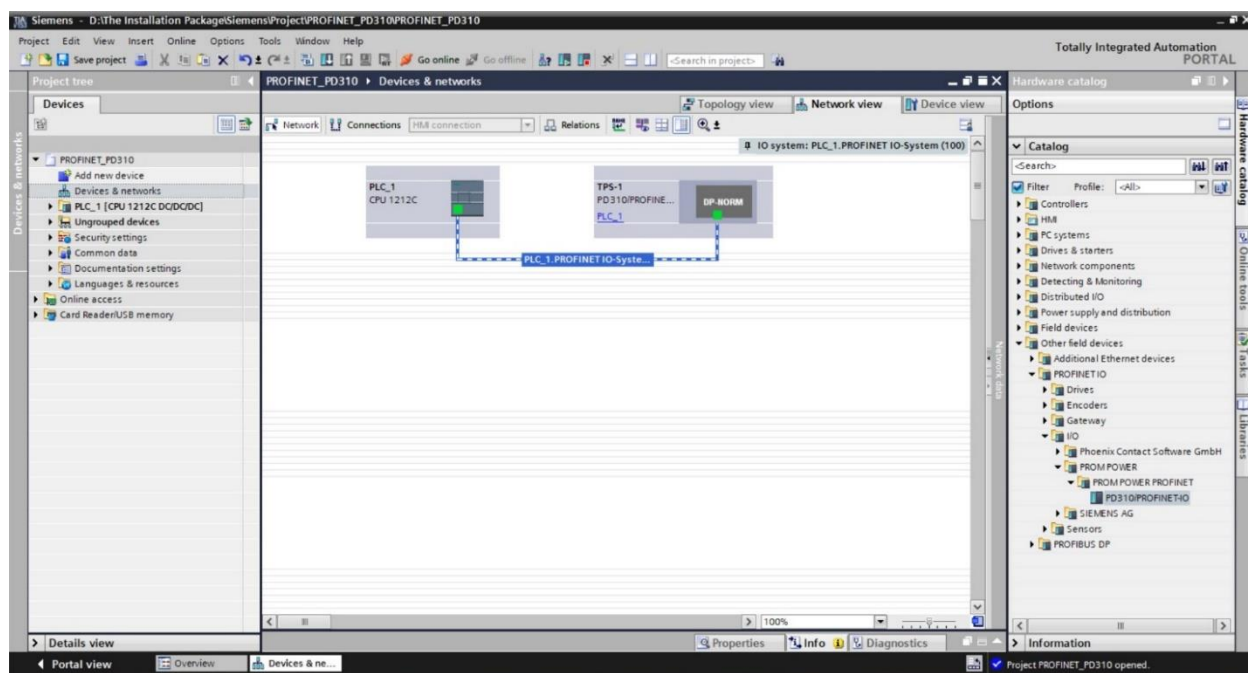 Siemens - D:\The Installation Package\Siemens\Project\PROFINET_PD310\PROFINET_PD310
Project Edit View Insert Online Options Tools Window Help
Totally Integrated Automation
PORTAL
Save project Go online Go offline <Search in project>
Project tree
PROFINET_PD310 Devices & networks
Hardware catalog
Devices
Topology view Network view Device view
Options
Network Connections HMI connection Relations
IO system: PLC_1.PROFINET IO-System (100)
Catalog
<Search>
Filter Profile: <All>
PROFINET_PD310
Add new device
Devices & networks
PLC_1 [CPU 1212C DC/DC/DC]
Ungrouped devices
Security settings
Common data
Documentation settings
Languages & resources
Online access
Card Reader/USB memory
PLC_1
CPU 1212C
TPS-1
PD310/PROFINE...
PLC_1
DP-NORM
PLC_1.PROFINET IO-Syste...
Controllers
HMI
PC systems
Drives & starters
Network components
Detecting & Monitoring
Distributed I/O
Power supply and distribution
Field devices
Other field devices
Additional Ethernet devices
PROFINET IO
Drives
Encoders
Gateway
I/O
Phoenix Contact Software GmbH
PROM POWER
PROM POWER PROFINET
PD310/PROFINET-IO
SIEMENS AG
Sensors
PROFIBUS DP
Devices & networks
Network data
Hardware catalog
Online tools
Tasks
Libraries
100%
Details view
Properties Info Diagnostics
Information
Portal view Overview Devices & ne...
Project PROFINET_PD310 opened.